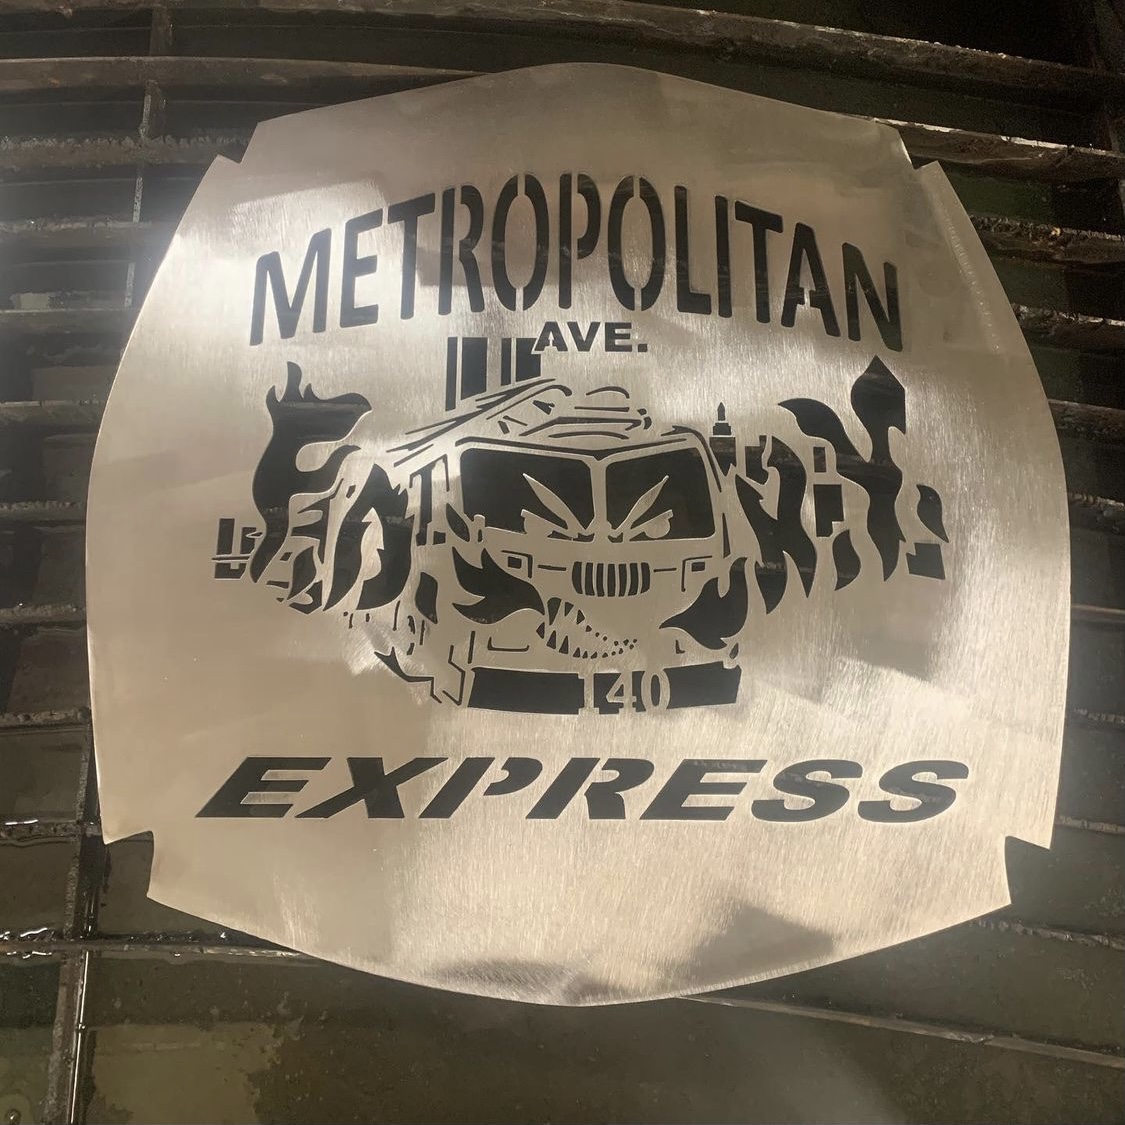 METROPOLITAN
AVE.
140
EXPRESS